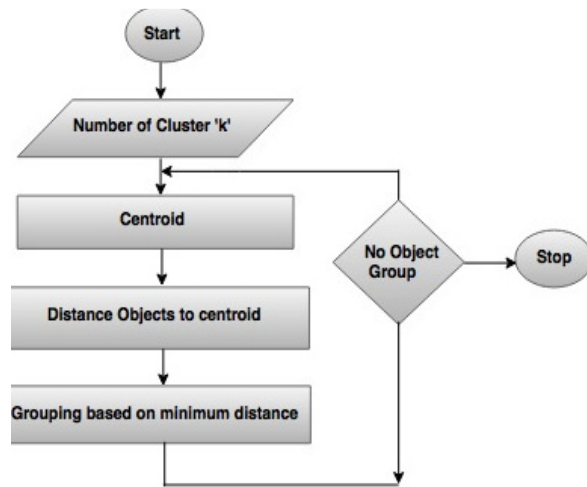 Start
Number of Cluster 'k'
Centroid
No Object
Group
Stop
Distance Objects to centroid
Grouping based on minimum distance